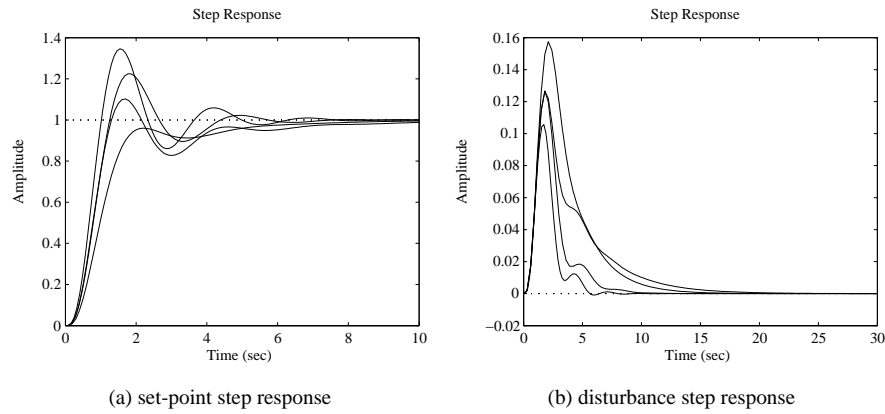 Step Response
1.4
1.2
1
0.8
0.6
0.4
0.2
0
0 2 4 6 8 10
Amplitude
Time (sec)
(a) set-point step response
Step Response
0.16
0.14
0.12
0.1
0.08
0.06
0.04
0.02
0
−0.02
0 5 10 15 20 25 30
Amplitude
Time (sec)
(b) disturbance step response